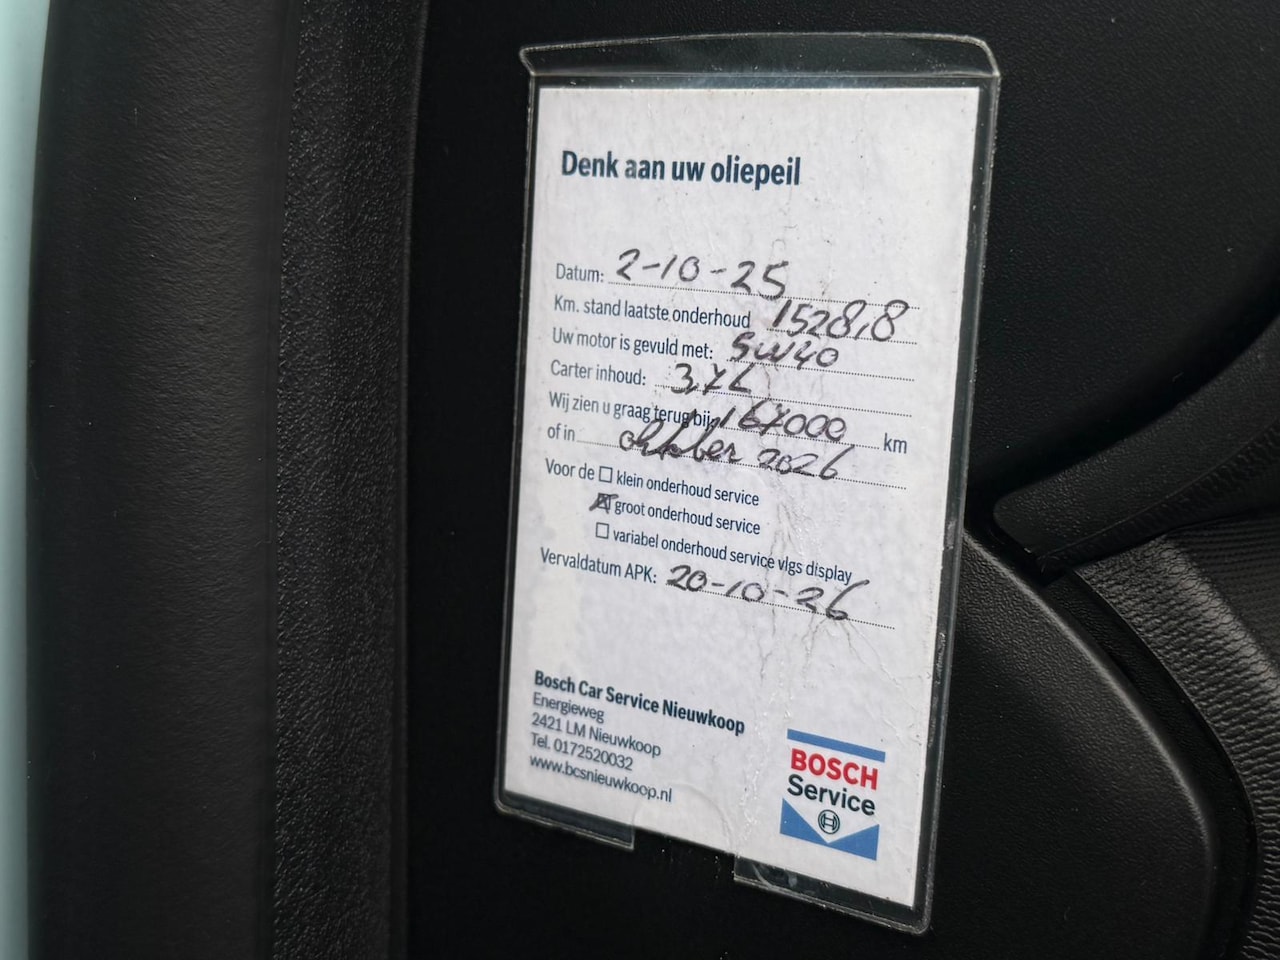 Denk aan uw oliepeil
Datum: 2-10-25
Km. stand laatste onderhoud 1528,8
Uw motor is gevuld met: 5W40
Carter inhoud:
Wij zien u graag terug bij 167000 km
of in oktober 2026
Voor de ☐ klein onderhoud service
☒ groot onderhoud service
☐ variabel onderhoud service vlgs display
Vervaldatum APK: 20-10-26
Bosch Car Service Nieuwkoop
Energieweg
2421 LM Nieuwkoop
Tel. 0172520032
www.bcsnieuwkoop.nl
BOSCH
Service